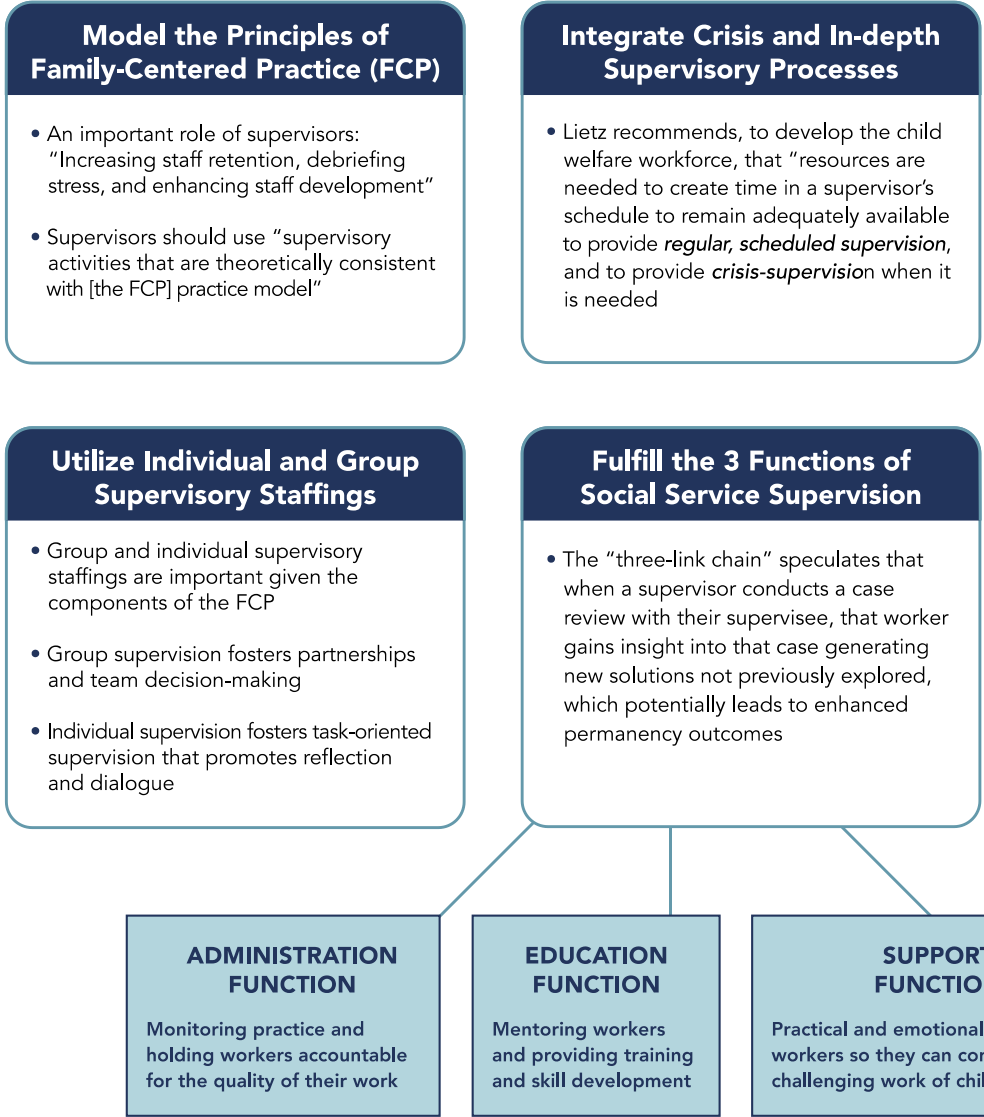 Model the Principles of
Family-Centered Practice (FCP)
• An important role of supervisors:
“Increasing staff retention, debriefing
stress, and enhancing staff development”
• Supervisors should use “supervisory
activities that are theoretically consistent
with [the FCP] practice model”
Integrate Crisis and In-depth
Supervisory Processes
• Lietz recommends, to develop the child
welfare workforce, that “resources are
needed to create time in a supervisor’s
schedule to remain adequately available
to provide regular, scheduled supervision,
and to provide crisis-supervision when it
is needed
Utilize Individual and Group
Supervisory Staffings
• Group and individual supervisory
staffings are important given the
components of the FCP
• Group supervision fosters partnerships
and team decision-making
• Individual supervision fosters task-oriented
supervision that promotes reflection
and dialogue
Fulfill the 3 Functions of
Social Service Supervision
• The “three-link chain” speculates that
when a supervisor conducts a case
review with their supervisee, that worker
gains insight into that case generating
new solutions not previously explored,
which potentially leads to enhanced
permanency outcomes
ADMINISTRATION
FUNCTION
Monitoring practice and
holding workers accountable
for the quality of their work
EDUCATION
FUNCTION
Mentoring workers
and providing training
and skill development
SUPPORT
FUNCTIO
Practical and emotional
workers so they can
challenging work of